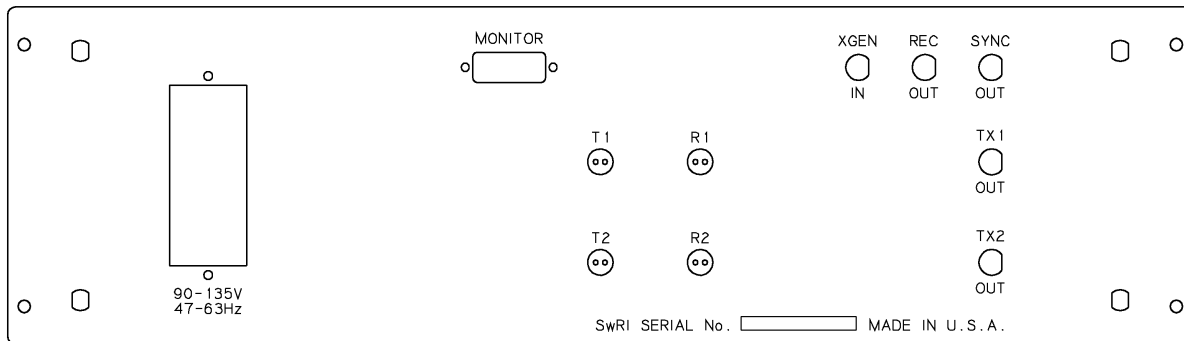 MONITOR
XGEN REC SYNC
IN OUT OUT
T1 R1 TX1
OUT
T2 R2 TX2
OUT
90-135V
47-63Hz
SwRI SERIAL No. MADE IN U.S.A.